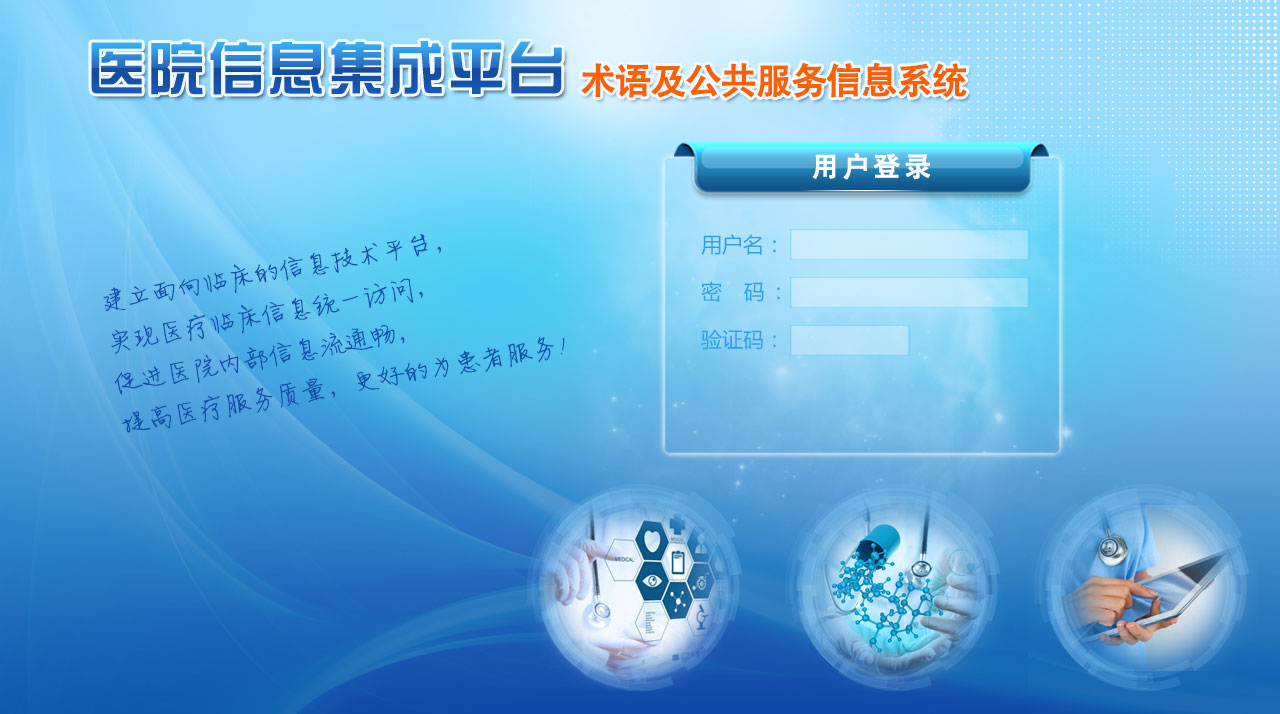 医院信息集成平台 术语及公共服务信息系统
用户登录
用户名：
密 码：
验证码：
建立面向临床的信息技术平台，
实现医疗临床信息统一访问，
促进医院内部信息流通畅，
提高医疗服务质量，更好的为患者服务！
MEDICAL